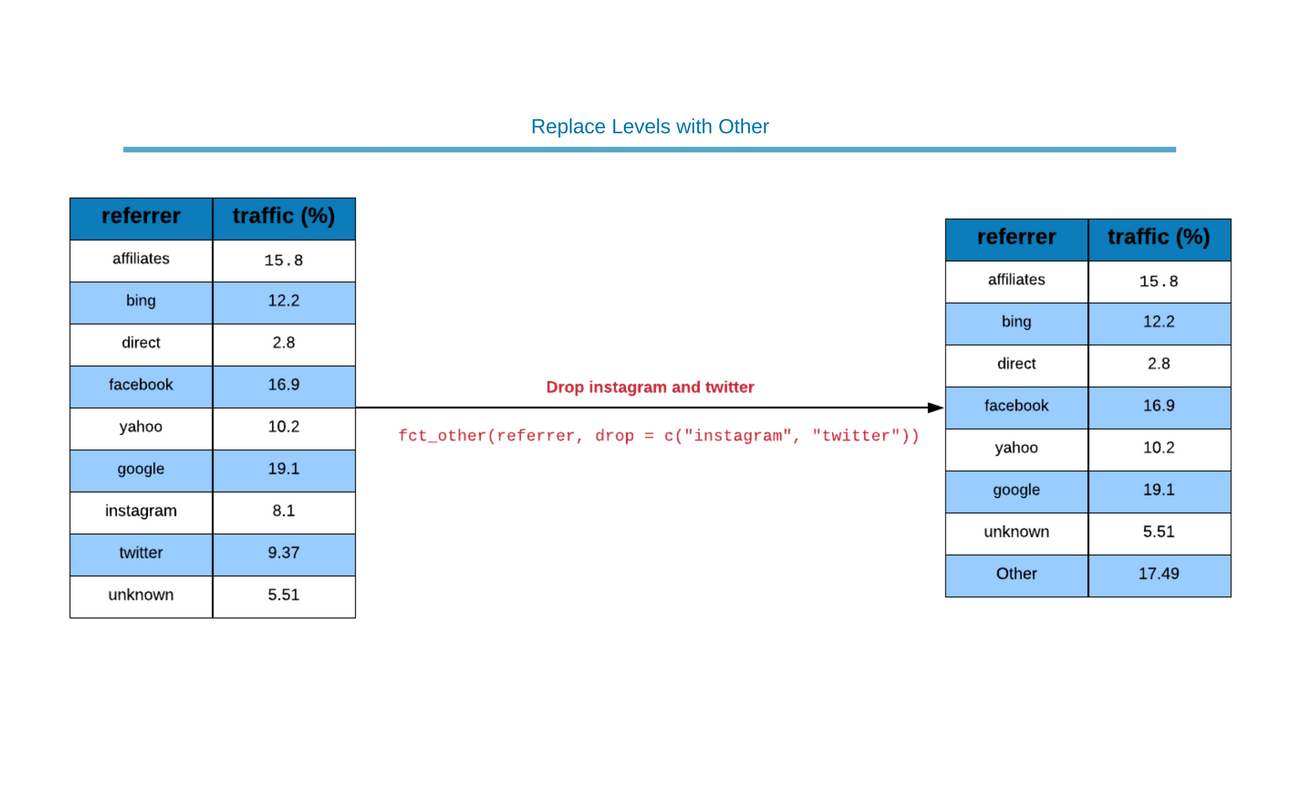 Replace Levels with Other
referrer traffic (%)
affiliates 15.8
bing 12.2
direct 2.8
facebook 16.9
yahoo 10.2
google 19.1
instagram 8.1
twitter 9.37
unknown 5.51
Drop instagram and twitter
fct_other(referrer, drop = c("instagram", "twitter"))
referrer traffic (%)
affiliates 15.8
bing 12.2
direct 2.8
facebook 16.9
yahoo 10.2
google 19.1
unknown 5.51
Other 17.49